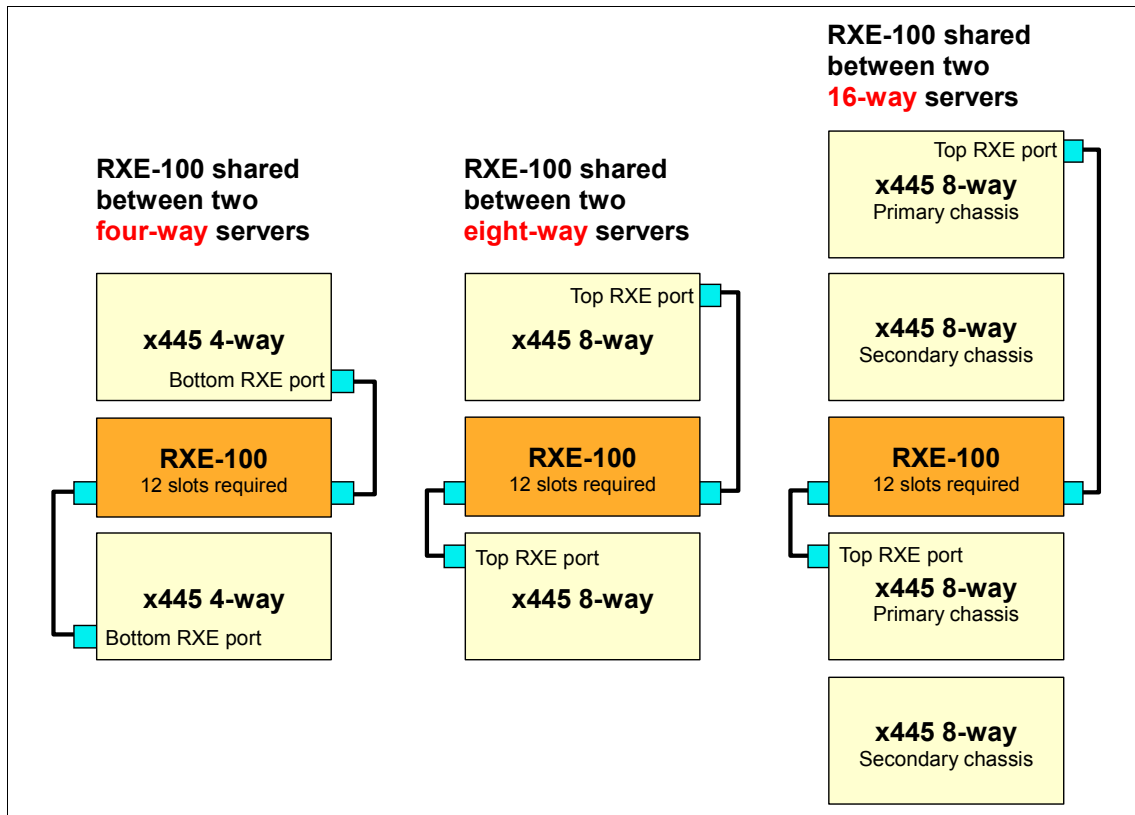 RXE-100 shared
between two
four-way servers
x445 4-way
Bottom RXE port
RXE-100
12 slots required
x445 4-way
Bottom RXE port
RXE-100 shared
between two
eight-way servers
Top RXE port
x445 8-way
RXE-100
12 slots required
Top RXE port
x445 8-way
RXE-100 shared
between two
16-way servers
Top RXE port
x445 8-way
Primary chassis
x445 8-way
Secondary chassis
RXE-100
12 slots required
Top RXE port
x445 8-way
Primary chassis
x445 8-way
Secondary chassis